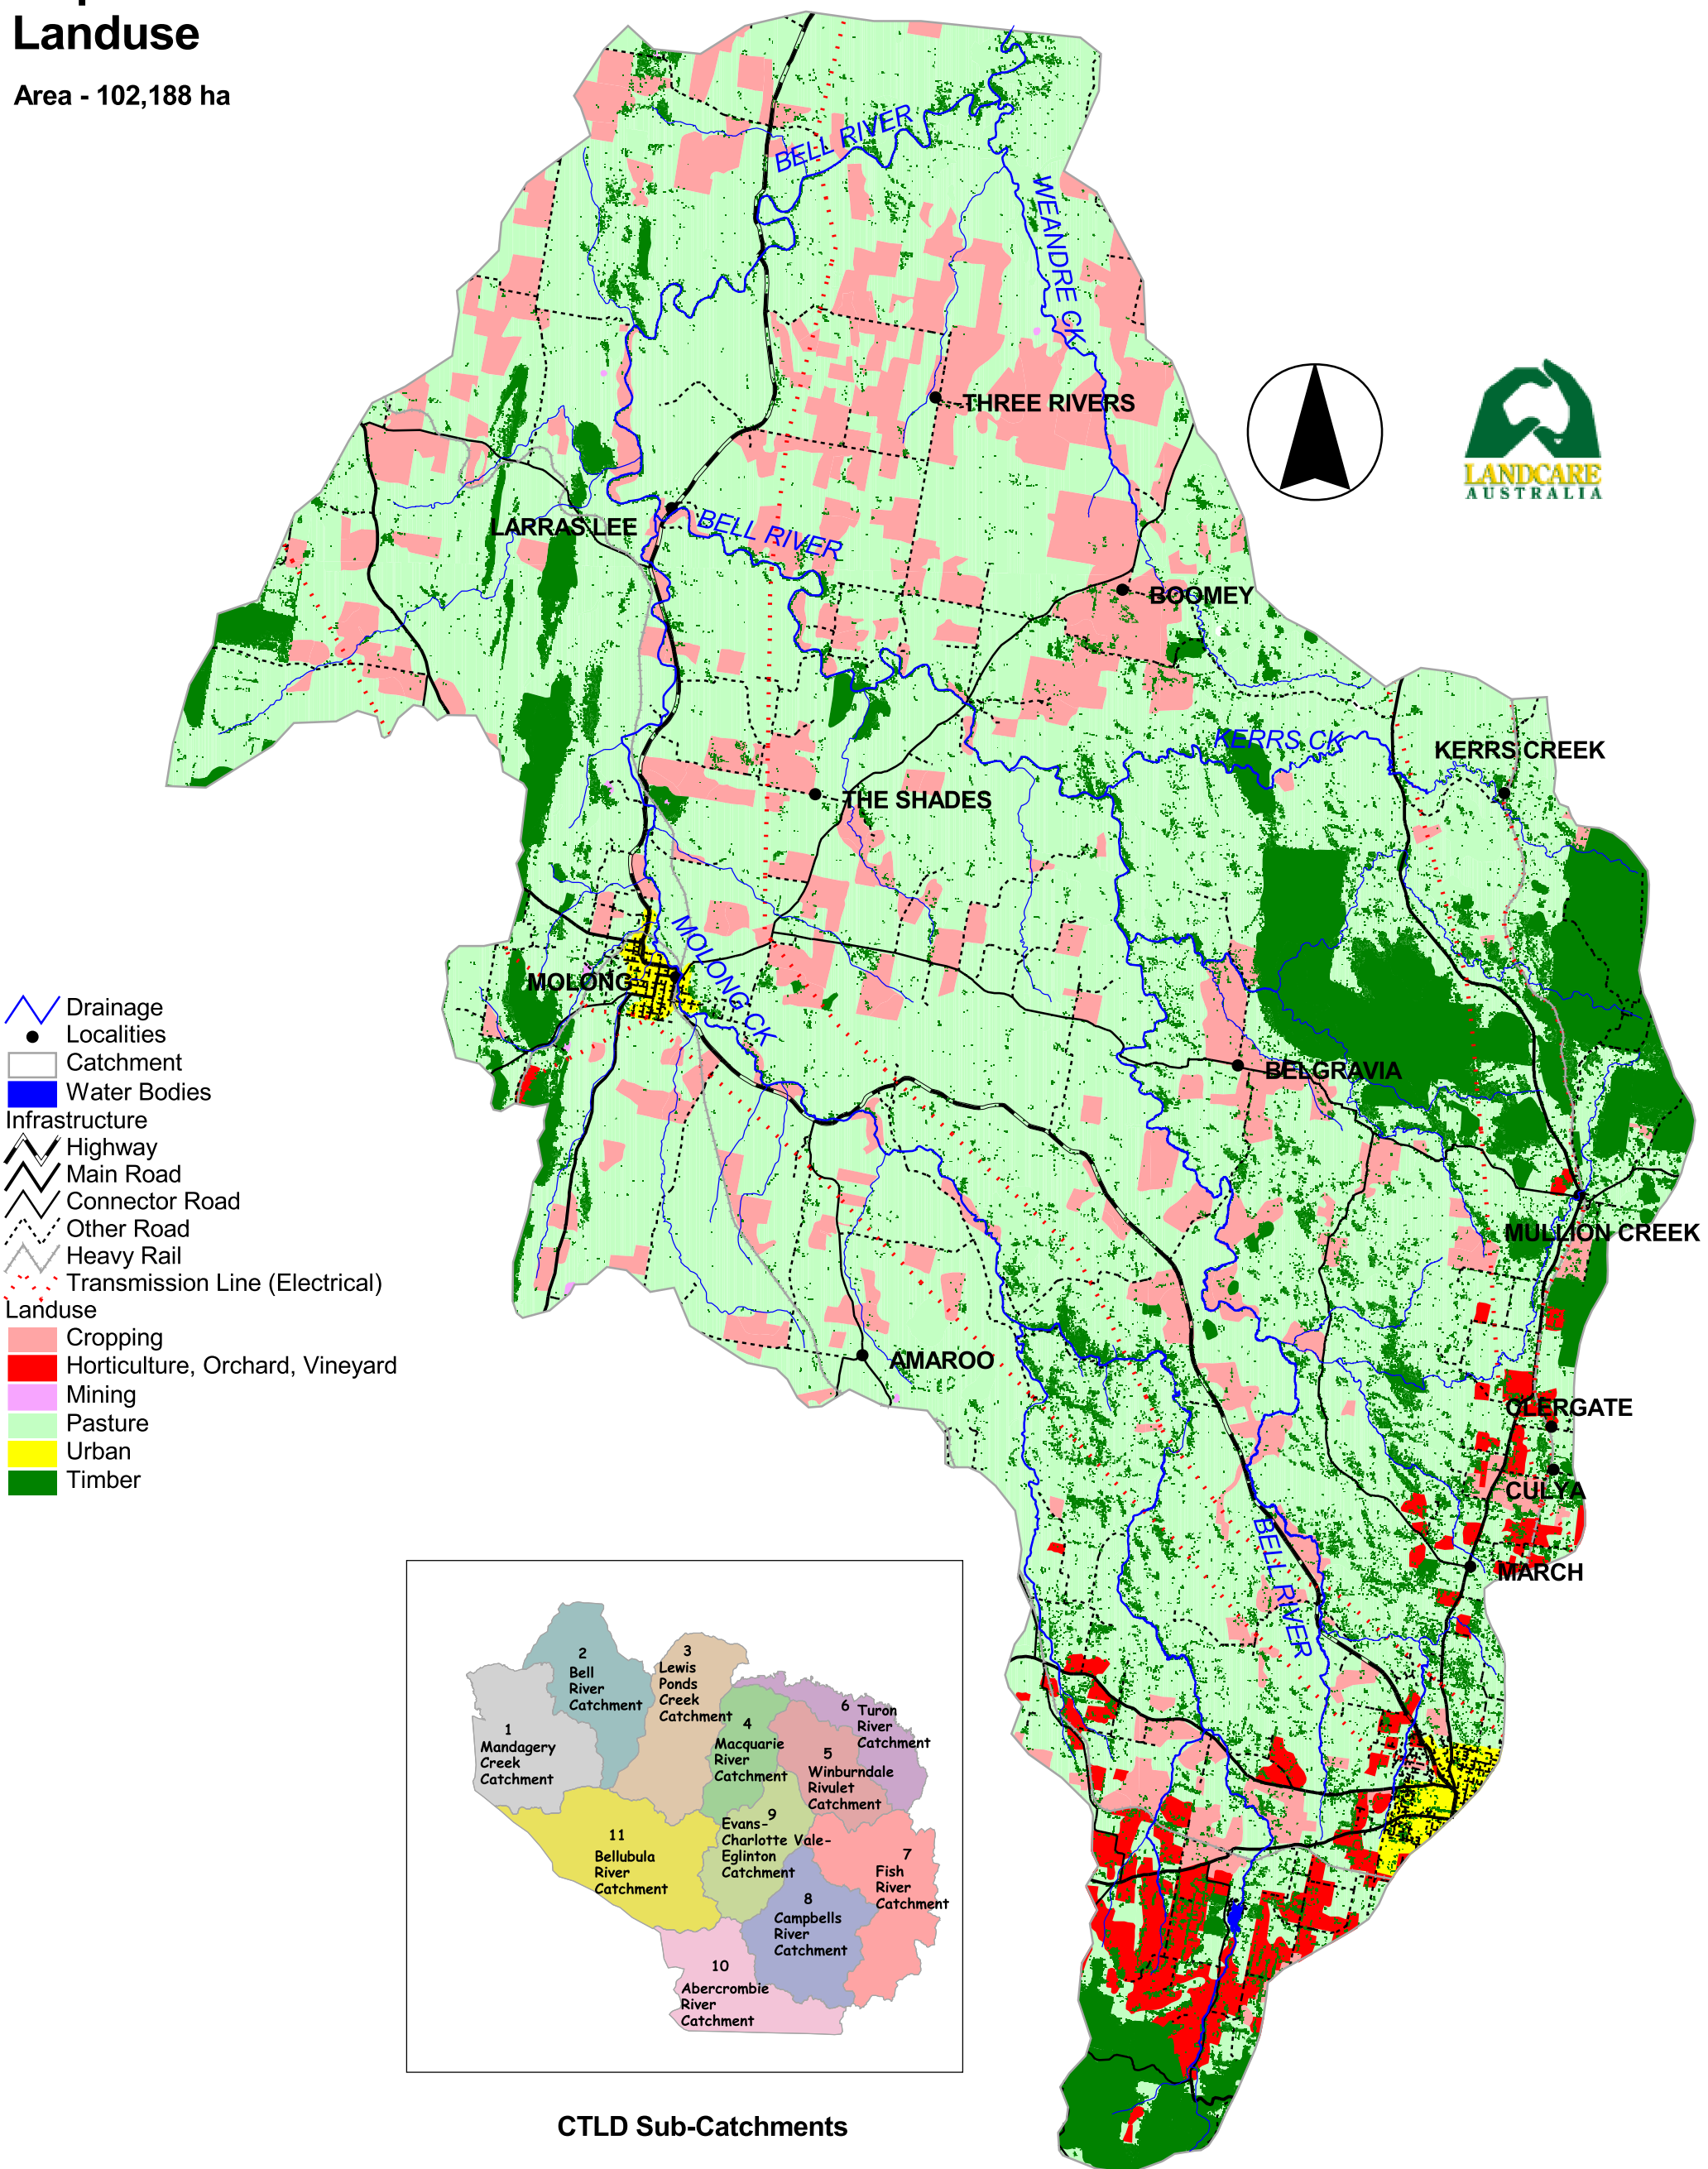 Landuse
Area - 102,188 ha
BELL RIVER
WEANDRE CK
THREE RIVERS
LANDCARE
AUSTRALIA
LARRAS LEE
BELL RIVER
BOOMEY
KERRS CK
KERRS CREEK
THE SHADES
MOLONG CK
MOLONG
BELGRAVIA
MULLION CREEK
AMAROO
CLERGATE
CULYA
BELL RIVER
MARCH
Drainage
Localities
Catchment
Water Bodies
Infrastructure
Highway
Main Road
Connector Road
Other Road
Heavy Rail
Transmission Line (Electrical)
Landuse
Cropping
Horticulture, Orchard, Vineyard
Mining
Pasture
Urban
Timber
1
Mandagery
Creek
Catchment
2
Bell
River
Catchment
3
Lewis
Ponds
Creek
Catchment
4
Macquarie
River
Catchment
5
Winburndale
Rivulet
Catchment
6
Turon
River
Catchment
7
Fish
River
Catchment
8
Campbells
River
Catchment
9
Evans-
Charlotte Vale-
Eglinton
Catchment
10
Abercrombie
River
Catchment
11
Bellubula
River
Catchment
CTLD Sub-Catchments